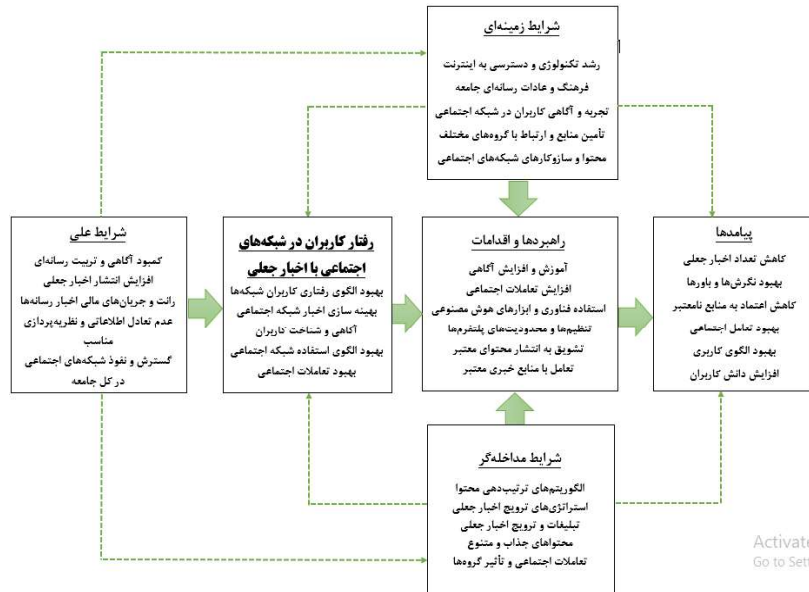 شرایط زمینه‌ای
رشد تکنولوژی و دسترسی به اینترنت
فرهنگ و عادات رسانه‌ای جامعه
تجربه و آگاهی کاربران در شبکه اجتماعی
تأمین منابع و ارتباط با گروه‌های مختلف
محتوا و سازوکارهای شبکه‌های اجتماعی
شرایط علی
کمبود آگاهی و تربیت رسانه‌ای
افزایش انتشار اخبار جعلی
رانت و جریان‌های مالی اخبار رسانه‌ها
عدم تعادل اطلاعاتی و نظریه‌پردازی
مناسب
گسترش و نفوذ شبکه‌های اجتماعی
در کل جامعه
رفتار کاربران در شبکه‌های
اجتماعی با اخبار جعلی
بهبود الگوی رفتاری کاربران شبکه‌ها
بهینه سازی اخبار شبکه اجتماعی
آگاهی و شناخت کاربران
بهبود الگوی استفاده شبکه اجتماعی
بهبود تعاملات اجتماعی
راهبردها و اقدامات
آموزش و افزایش آگاهی
افزایش تعاملات اجتماعی
استفاده فناوری و ابزارهای هوش مصنوعی
تنظیم‌ها و محدودیت‌های پلتفرم‌ها
تشویق به انتشار محتوای معتبر
تعامل با منابع خبری معتبر
پیامدها
کاهش تعداد اخبار جعلی
بهبود نگرش‌ها و باورها
کاهش اعتماد به منابع نامعتبر
بهبود تعامل اجتماعی
بهبود الگوی کاربری
افزایش دانش کاربران
شرایط مداخله‌گر
الگوریتم‌های ترتیب‌دهی محتوا
استراتژی‌های ترویج اخبار جعلی
تبلیغات و ترویج اخبار جعلی
محتواهای جذاب و متنوع
تعاملات اجتماعی و تأثیر گروه‌ها
Activate
Go to Sett